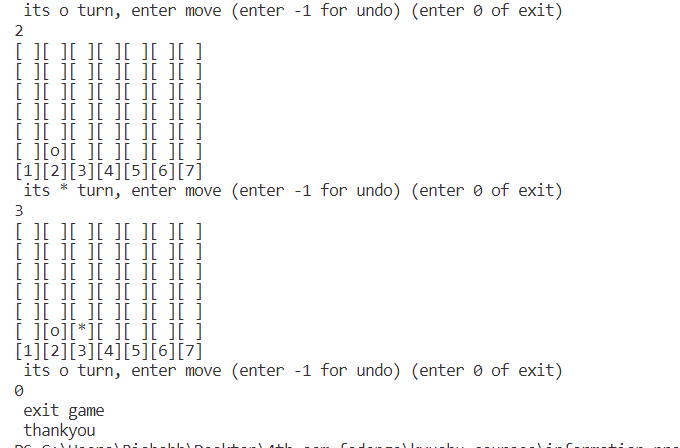 its o turn, enter move (enter -1 for undo) (enter 0 of exit)
2
[ ][ ][ ][ ][ ][ ][ ]
[ ][ ][ ][ ][ ][ ][ ]
[ ][ ][ ][ ][ ][ ][ ]
[ ][ ][ ][ ][ ][ ][ ]
[ ][ ][ ][ ][ ][ ][ ]
[ ][o][ ][ ][ ][ ][ ]
[1][2][3][4][5][6][7]
its * turn, enter move (enter -1 for undo) (enter 0 of exit)
3
[ ][ ][ ][ ][ ][ ][ ]
[ ][ ][ ][ ][ ][ ][ ]
[ ][ ][ ][ ][ ][ ][ ]
[ ][ ][ ][ ][ ][ ][ ]
[ ][ ][ ][ ][ ][ ][ ]
[ ][o][*][ ][ ][ ][ ]
[1][2][3][4][5][6][7]
its o turn, enter move (enter -1 for undo) (enter 0 of exit)
0
exit game
thankyou